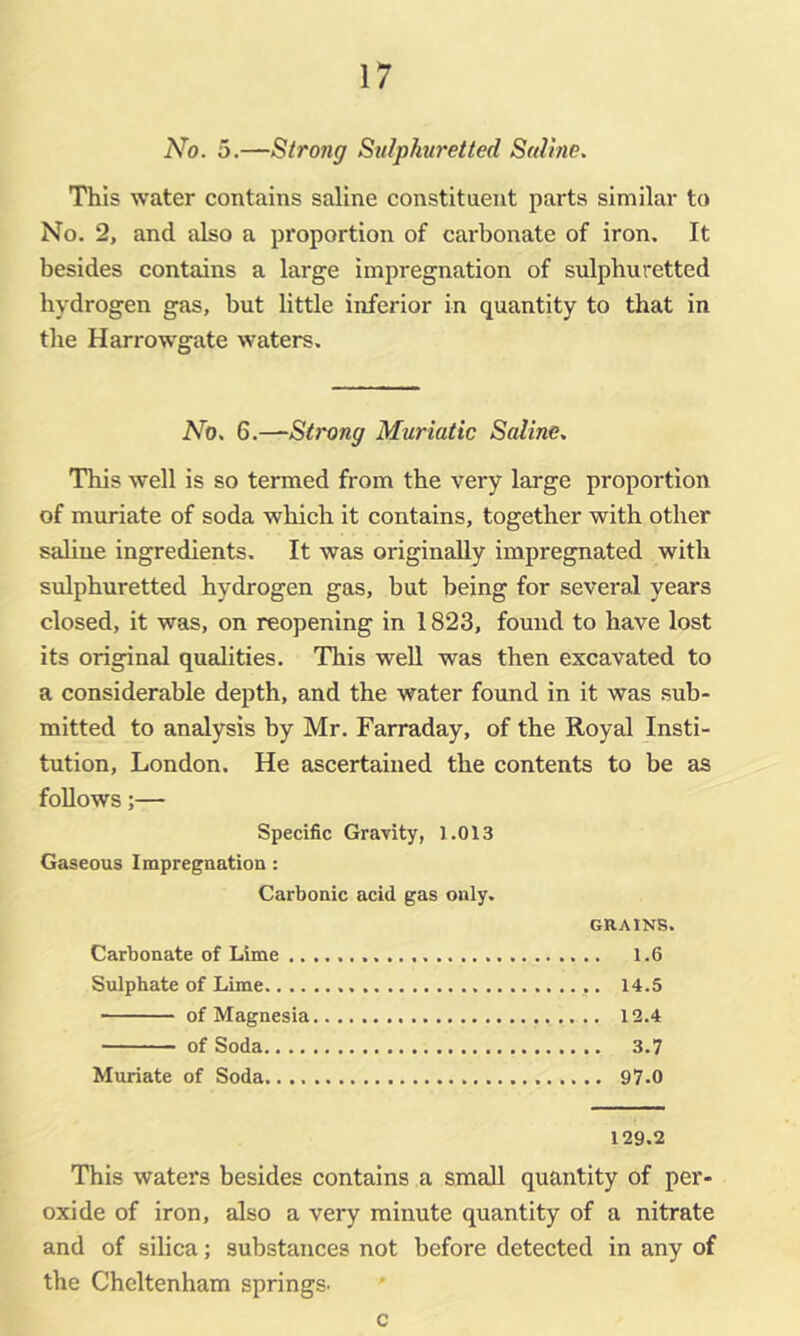 17
No. 5.—Strong Sulphuretted Saline.
This water contains saline constituent parts similar to
No. 2, and also a proportion of carbonate of iron. It
besides contains a large impregnation of sulphuretted
hydrogen gas, but little inferior in quantity to that in
the Harrowgate waters.
No. 6.—Strong Muriatic Saline.
This well is so termed from the very large proportion
of muriate of soda which it contains, together with other
saline ingredients. It was originally impregnated with
sulphuretted hydrogen gas, but being for several years
closed, it was, on reopening in 1823, found to have lost
its original qualities. This well was then excavated to
a considerable depth, and the water found in it was sub-
mitted to analysis by Mr. Farraday, of the Royal Insti-
tution, London. He ascertained the contents to be as
follows;—
Specific Gravity, 1.013
Gaseous Impregnation:
Carbonic acid gas only.
GRAINS.
Carbonate of Lime .......... 1.6
Sulphate of Lime.......... 14.5
——— of Magnesia.......... 12.4
——— of Soda.......... 3.7
Muriate of Soda.......... 97.0
129.2
This waters besides contains a small quantity of per-
oxide of iron, also a very minute quantity of a nitrate
and of silica; substances not before detected in any of
the Cheltenham springs.
C